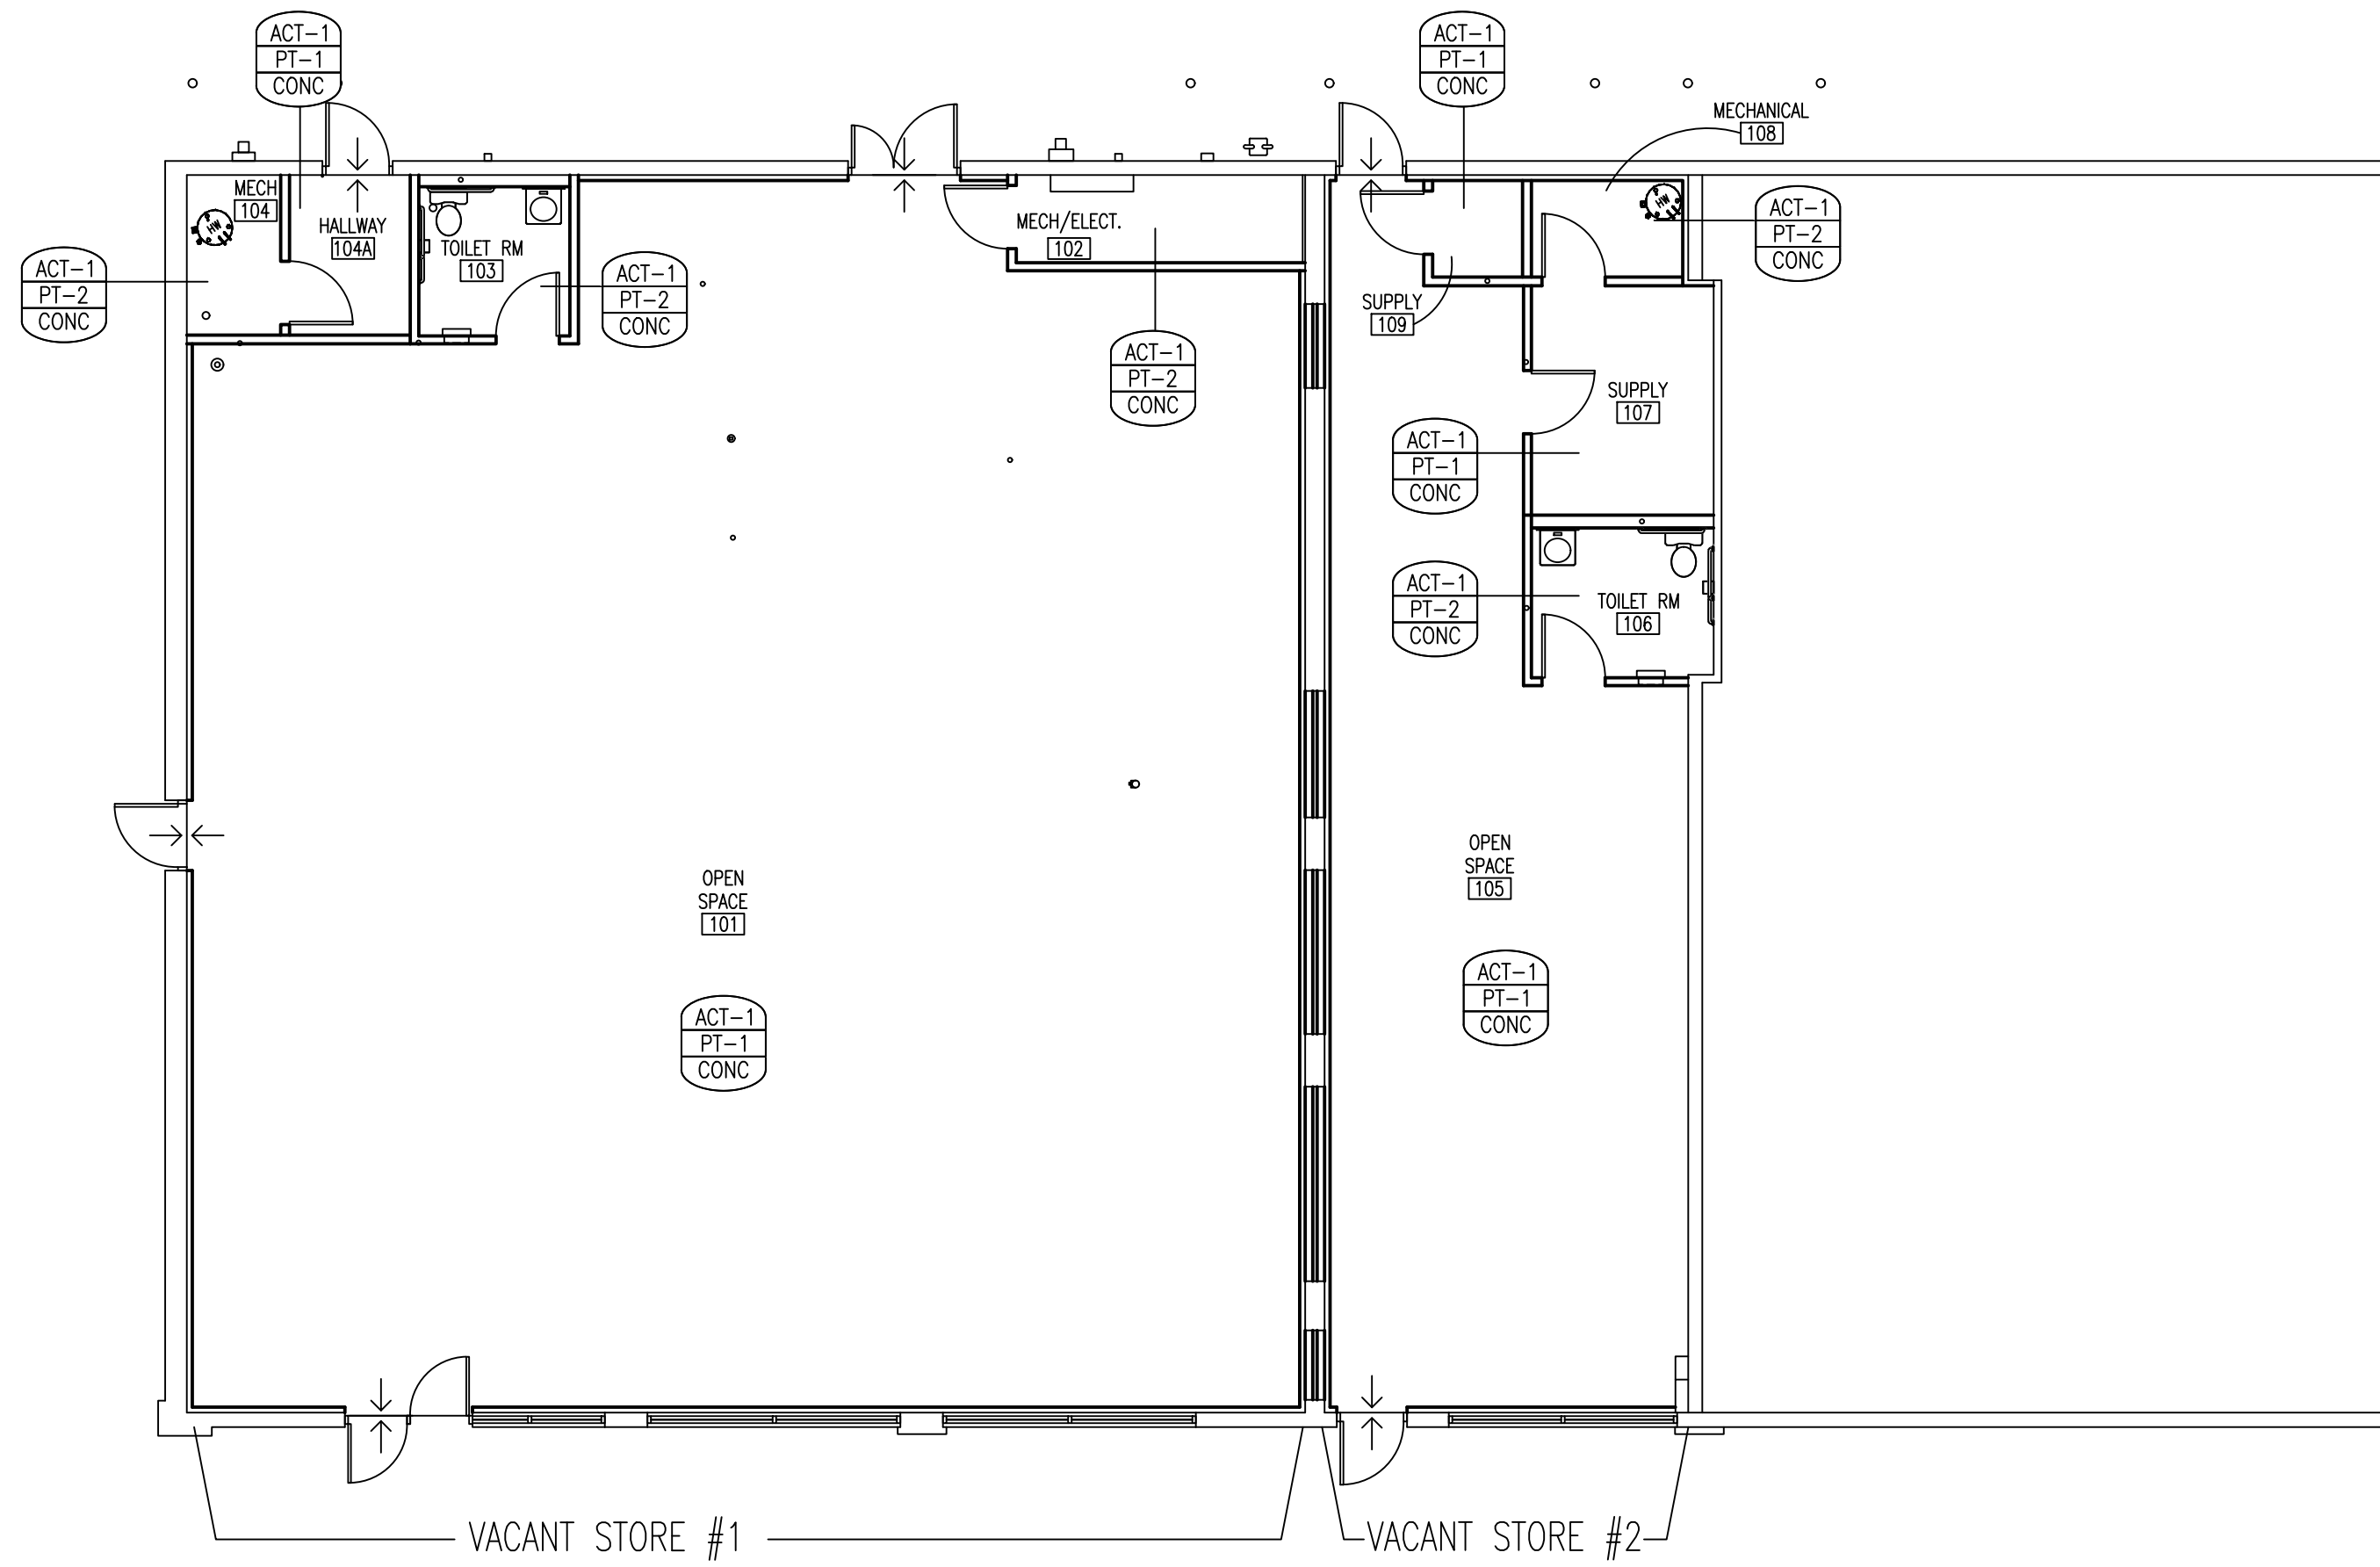 ACT-1
PT-1
CONC
ACT-1
PT-1
CONC
MECHANICAL
108
MECH
104
HALLWAY
104A
TOILET RM
103
MECH/ELECT.
102
ACT-1
PT-2
CONC
HW
HW
ACT-1
PT-2
CONC
ACT-1
PT-2
CONC
SUPPLY
109
ACT-1
PT-2
CONC
SUPPLY
107
ACT-1
PT-1
CONC
ACT-1
PT-2
CONC
TOILET RM
106
OPEN
SPACE
101
OPEN
SPACE
105
ACT-1
PT-1
CONC
ACT-1
PT-1
CONC
VACANT STORE #1
VACANT STORE #2